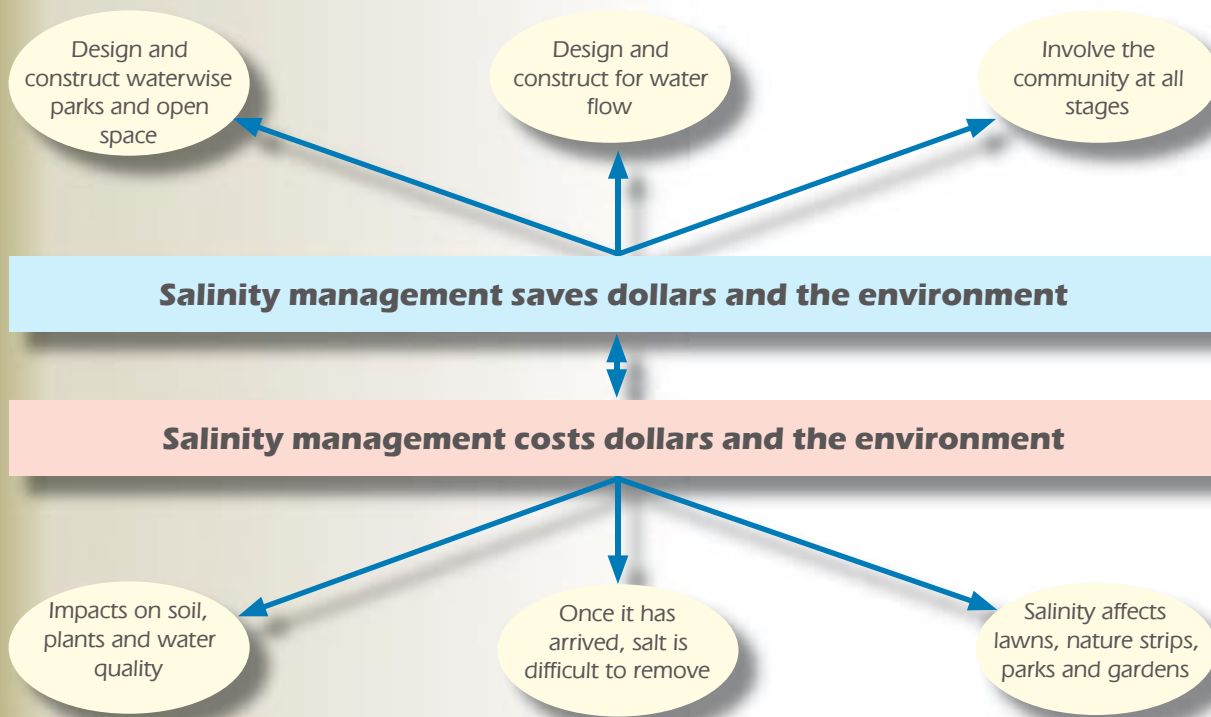 Design and
construct waterwise
parks and open
space
Design and
construct for water
flow
Involve the
community at all
stages
Salinity management saves dollars and the environment
Salinity management costs dollars and the environment
Impacts on soil,
plants and water
quality
Once it has
arrived, salt is
difficult to remove
Salinity affects
lawns, nature strips,
parks and gardens